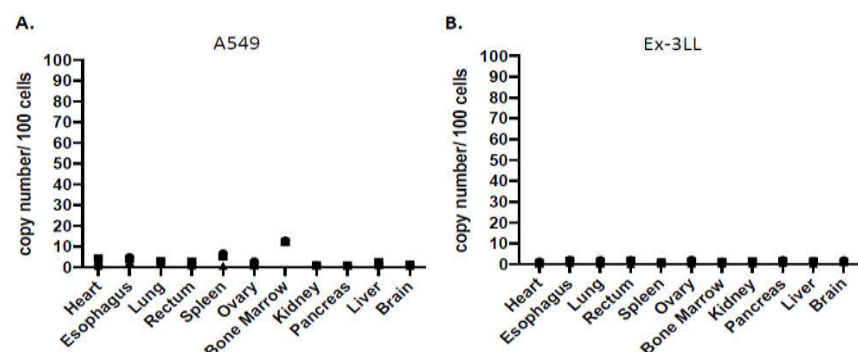 A.
A549
copy number/ 100 cells
100
90
80
70
60
50
40
30
20
10
0
Heart
Esophagus
Lung
Rectum
Spleen
Ovary
Bone Marrow
Kidney
Pancreas
Liver
Brain
B.
Ex-3LL
copy number/ 100 cells
100
90
80
70
60
50
40
30
20
10
0
Heart
Esophagus
Lung
Rectum
Spleen
Ovary
Bone Marrow
Kidney
Pancreas
Liver
Brain